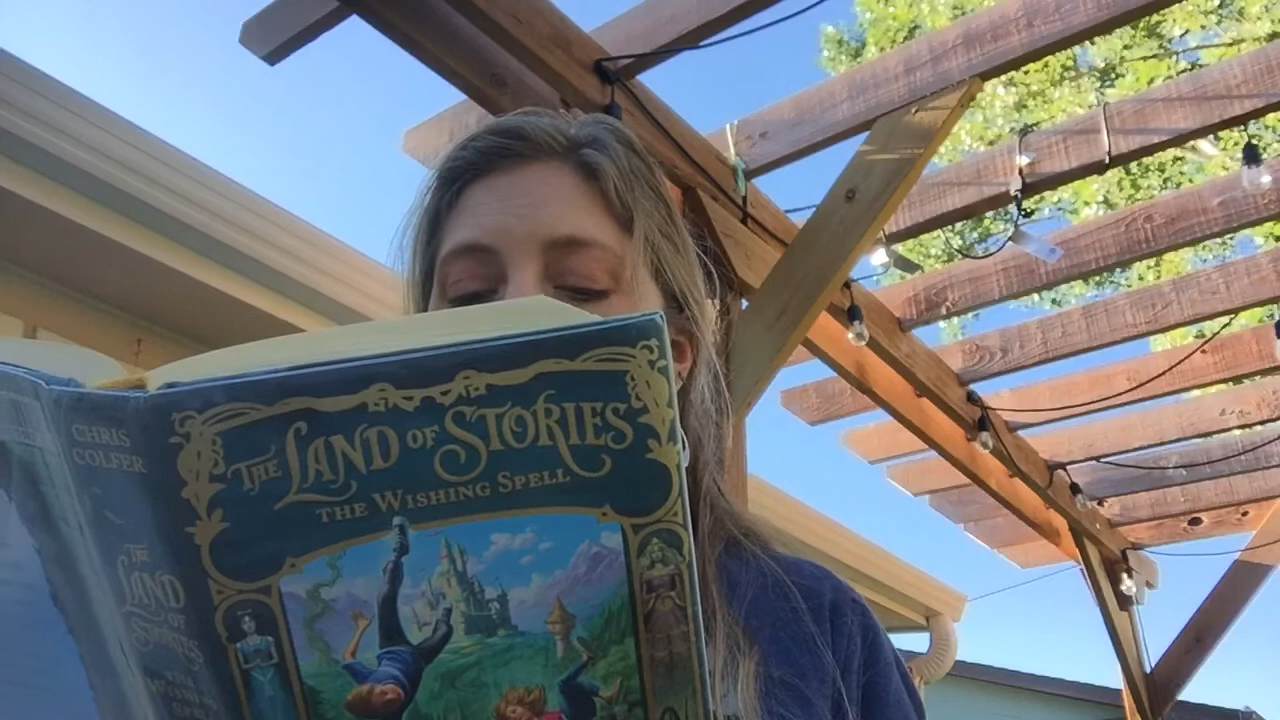 CHRIS
COLFER
THE
LAND
OF
STORIES
THE LAND OF STORIES
THE WISHING SPELL